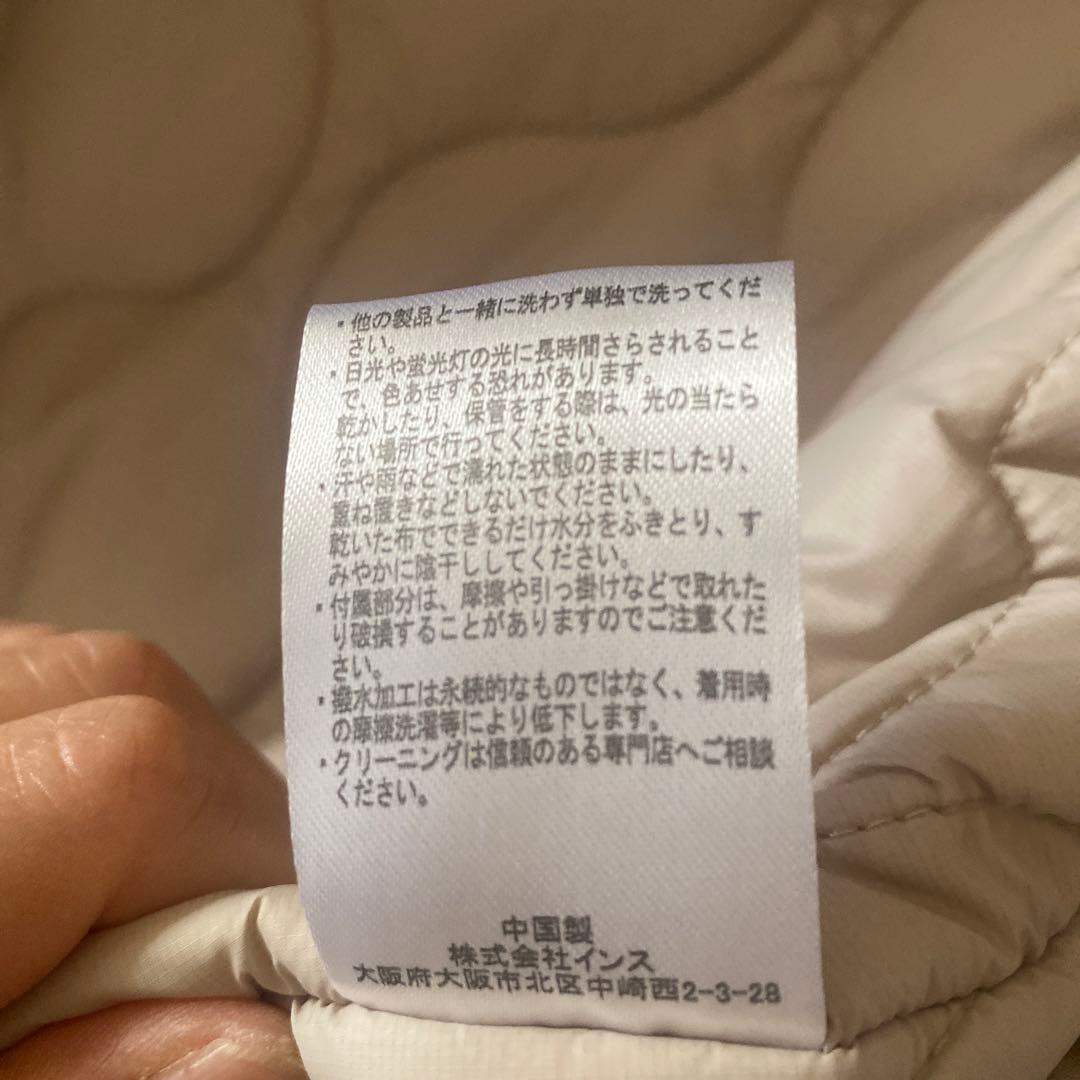 ・他の製品と一緒に洗わず単独で洗ってくだ
さい。
・日光や蛍光灯の光に長時間さらされること
で、色あせする恐れがあります。
乾かしたり、保管をする際は、光の当たら
ない場所で行ってください。
・汗や雨などで濡れた状態のままにしたり、
重ね置きなどしないでください。
乾いた布でできるだけ水分をふきとり、す
みやかに陰干ししてください。
・付属部分は、摩擦や引っ掛けなどで取れた
り破損することがありますのでご注意くだ
さい。
・撥水加工は永続的なものではなく、着用時
の摩擦洗濯等により低下します。
・クリーニングは信頼のある専門店へご相談
ください。
中国製
株式会社インス
大阪府大阪市北区中崎西2-3-28